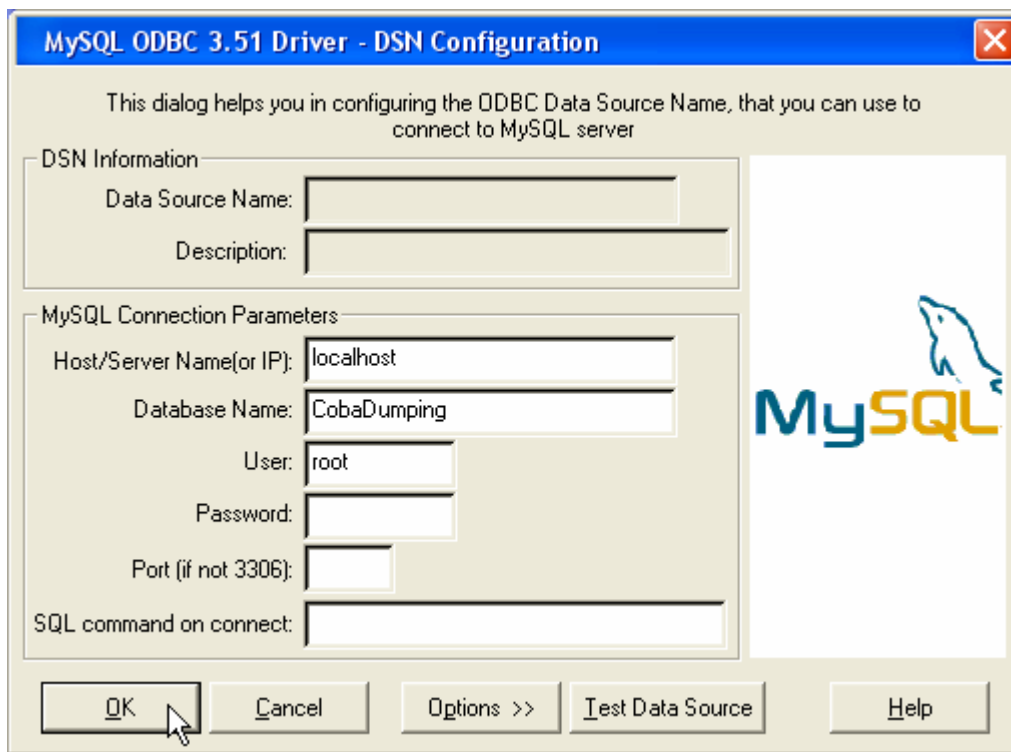 MySQL ODBC 3.51 Driver - DSN Configuration
This dialog helps you in configuring the ODBC Data Source Name, that you can use to
connect to MySQL server
DSN Information
Data Source Name:
Description:
MySQL Connection Parameters
Host/Server Name(or IP): localhost
Database Name: CobaDumping
User: root
Password:
Port (if not 3306):
SQL command on connect:
MySQL
OK Cancel Options >> Test Data Source Help